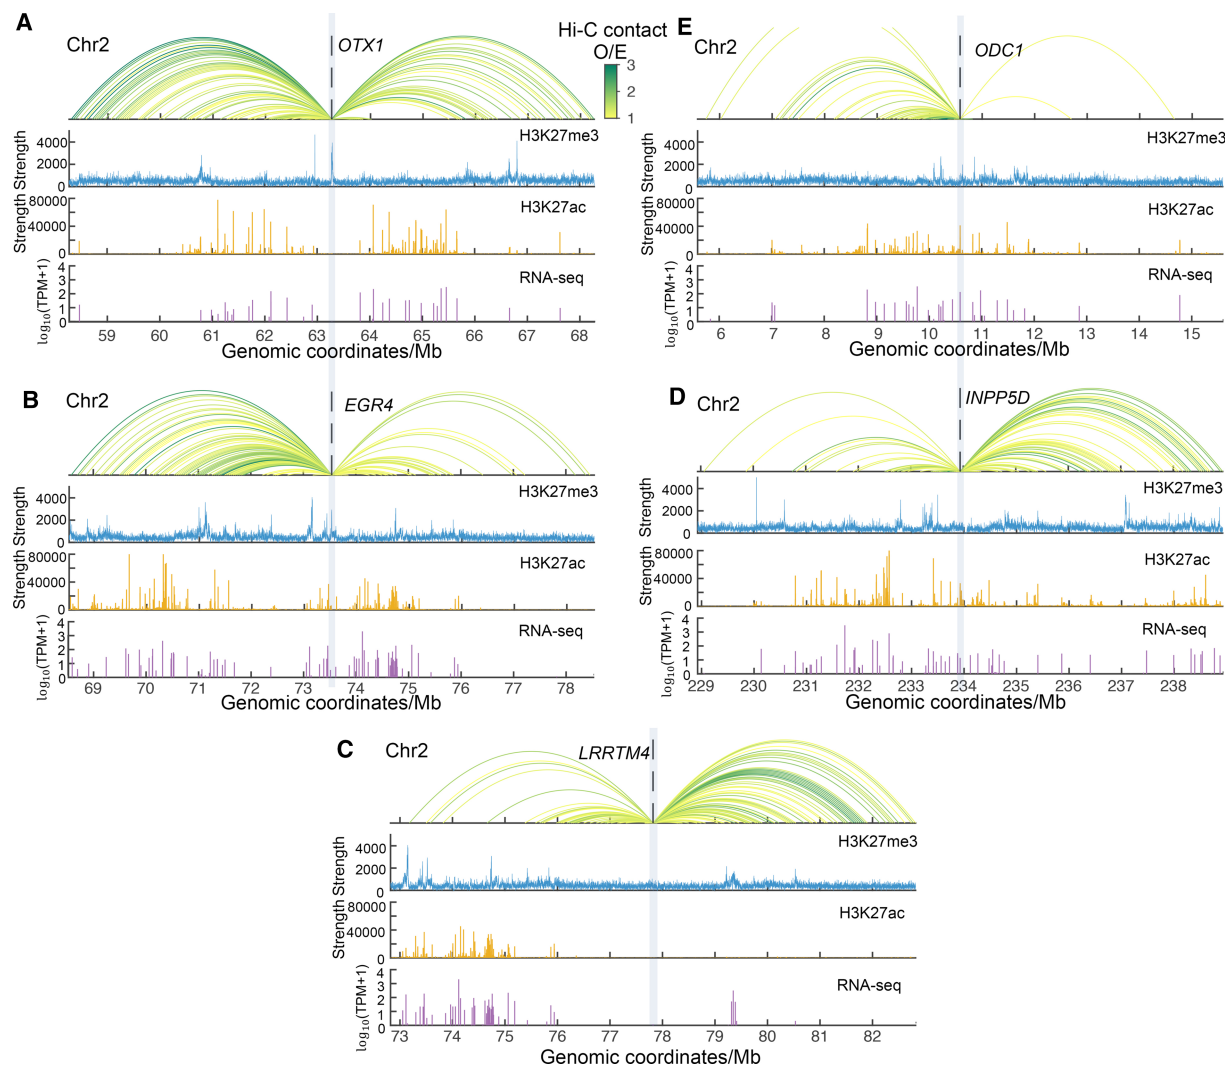 A
Chr2
OTX1
Hi-C contact
O/E
3
2
1
H3K27me3
4000
2000
0
Strength
H3K27ac
80000
40000
0
Strength
RNA-seq
4
3
2
1
0
log10(TPM+1)
59 60 61 62 63 64 65 66 67 68
Genomic coordinates/Mb
E
Chr2
ODC1
H3K27me3
4000
2000
0
Strength
H3K27ac
80000
40000
0
Strength
RNA-seq
4
3
2
1
0
log10(TPM+1)
6 7 8 9 10 11 12 13 14 15
Genomic coordinates/Mb
B
Chr2
EGR4
H3K27me3
4000
2000
0
Strength
H3K27ac
80000
40000
0
Strength
RNA-seq
4
3
2
1
0
log10(TPM+1)
69 70 71 72 73 74 75 76 77 78
Genomic coordinates/Mb
D
Chr2
INPP5D
H3K27me3
4000
2000
0
Strength
H3K27ac
80000
40000
0
Strength
RNA-seq
4
3
2
1
0
log10(TPM+1)
229 230 231 232 233 234 235 236 237 238
Genomic coordinates/Mb
C
Chr2
LRRTM4
H3K27me3
4000
2000
0
Strength
H3K27ac
80000
40000
0
Strength
RNA-seq
4
3
2
1
0
log10(TPM+1)
73 74 75 76 77 78 79 80 81 82
Genomic coordinates/Mb